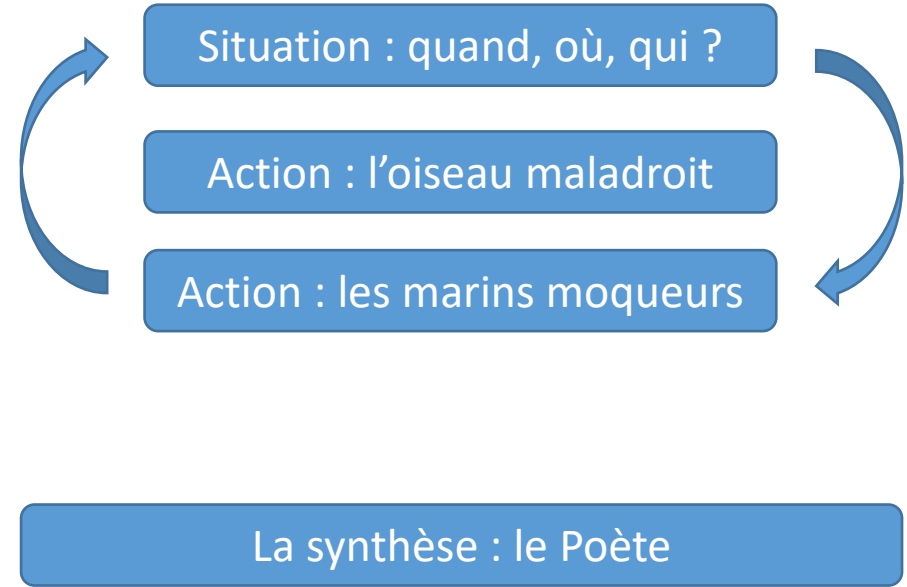 Situation : quand, où, qui ?
Action : l’oiseau maladroit
Action : les marins moqueurs
La synthèse : le Poète